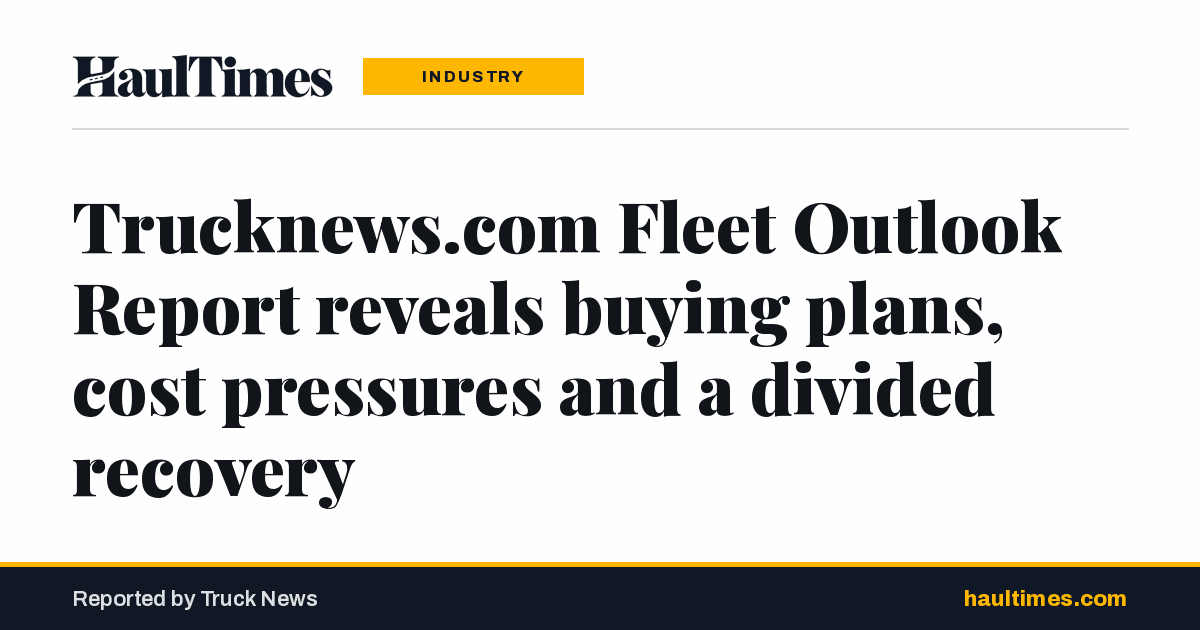 HaulTimes
INDUSTRY
Trucknews.com Fleet Outlook
Report reveals buying plans,
cost pressures and a divided
recovery
Reported by Truck News
haultimes.com